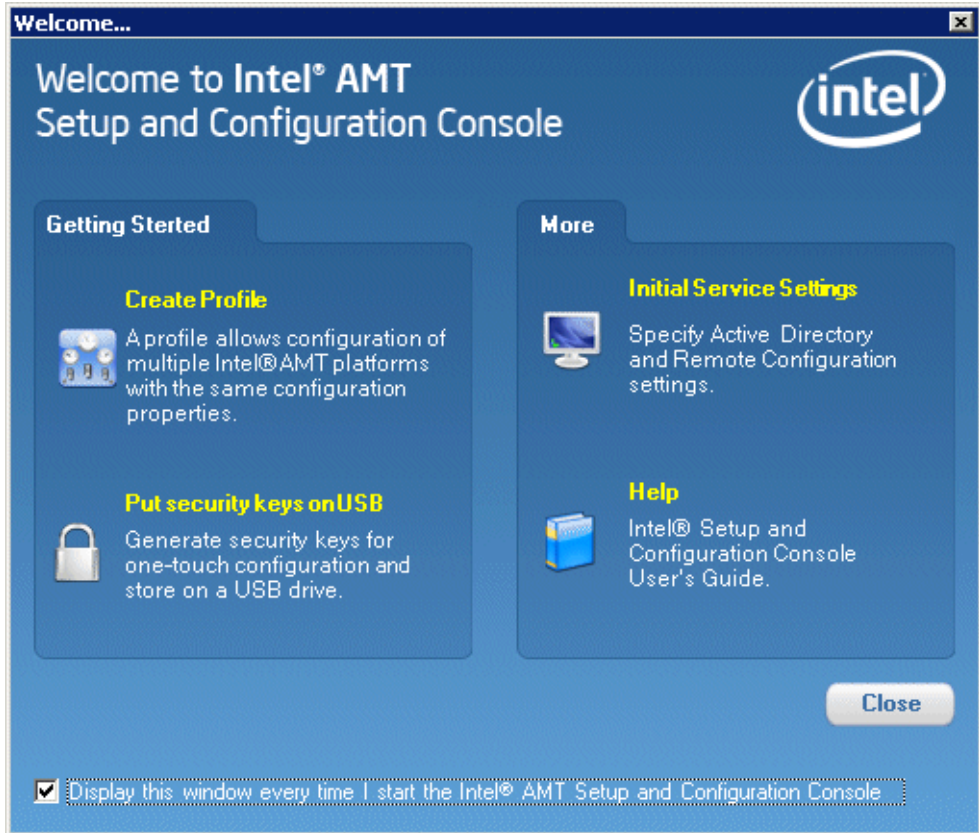 Welcome...
Welcome to Intel® AMT
Setup and Configuration Console
intel
Getting Started
Create Profile
A profile allows configuration of
multiple Intel® AMT platforms
with the same configuration
properties.
Put security keys on USB
Generate security keys for
one-touch configuration and
store on a USB drive.
More
Initial Service Settings
Specify Active Directory
and Remote Configuration
settings.
Help
Intel® Setup and
Configuration Console
User's Guide.
Close
Display this window every time I start the Intel® AMT Setup and Configuration Console